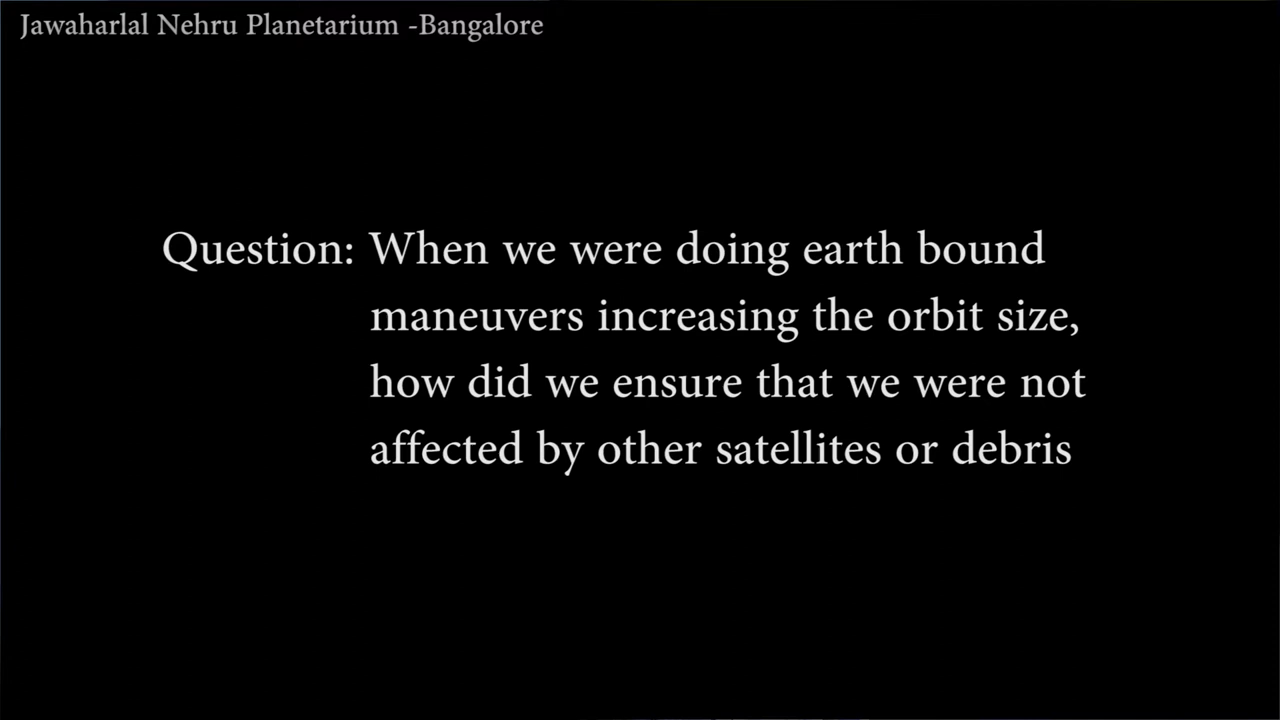 Jawaharlal Nehru Planetarium -Bangalore
Question: When we were doing earth bound
maneuvers increasing the orbit size,
how did we ensure that we were not
affected by other satellites or debris